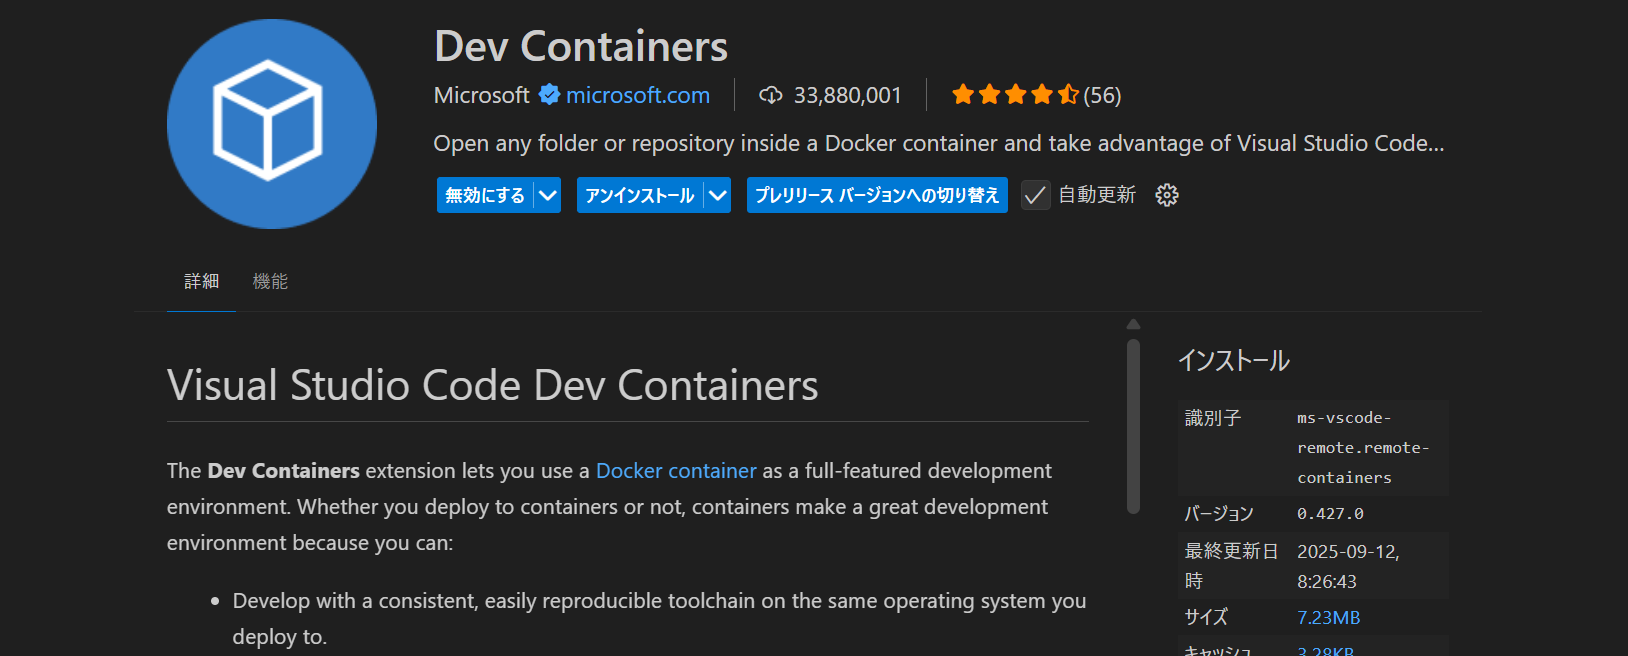 Dev Containers
Microsoft microsoft.com 33,880,001 (56)
Open any folder or repository inside a Docker container and take advantage of Visual Studio Code...
無効にする アンインストール プレリリース バージョンへの切り替え 自動更新
詳細 機能
Visual Studio Code Dev Containers
The Dev Containers extension lets you use a Docker container as a full-featured development
environment. Whether you deploy to containers or not, containers make a great development
environment because you can:
• Develop with a consistent, easily reproducible toolchain on the same operating system you
deploy to.
インストール
識別子 ms-vscode-
remote.remote-
containers
バージョン 0.427.0
最終更新日 2025-09-12,
時 8:26:43
サイズ 7.23MB
キャッシュ 3.28KB